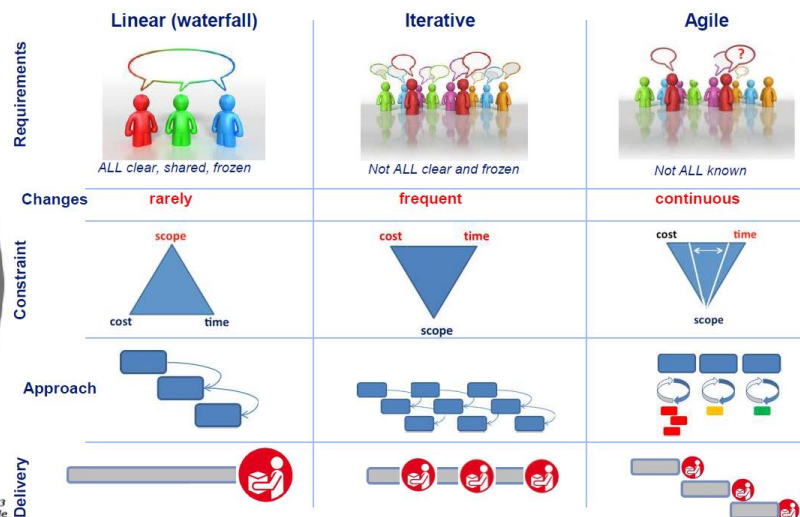 Linear (waterfall)
Iterative
Agile
Requirements
?
ALL clear, shared, frozen
Not ALL clear and frozen
Not ALL known
Changes
rarely
frequent
continuous
Constraint
scope
cost
time
cost
time
scope
cost
time
scope
Approach
Delivery
3